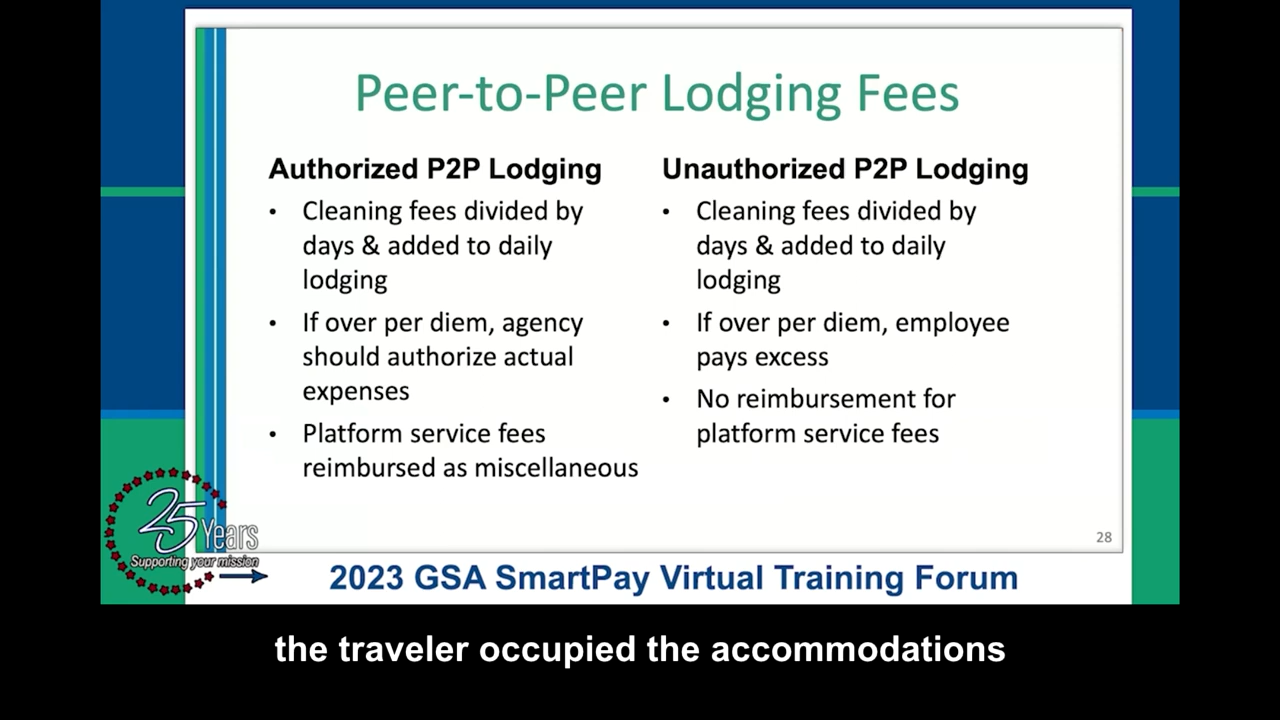 Peer-to-Peer Lodging Fees
Authorized P2P Lodging
• Cleaning fees divided by
days & added to daily
lodging
• If over per diem, agency
should authorize actual
expenses
• Platform service fees
reimbursed as miscellaneous
Unauthorized P2P Lodging
• Cleaning fees divided by
days & added to daily
lodging
• If over per diem, employee
pays excess
• No reimbursement for
platform service fees
28
25 Years
Supporting your mission
2023 GSA SmartPay Virtual Training Forum
the traveler occupied the accommodations